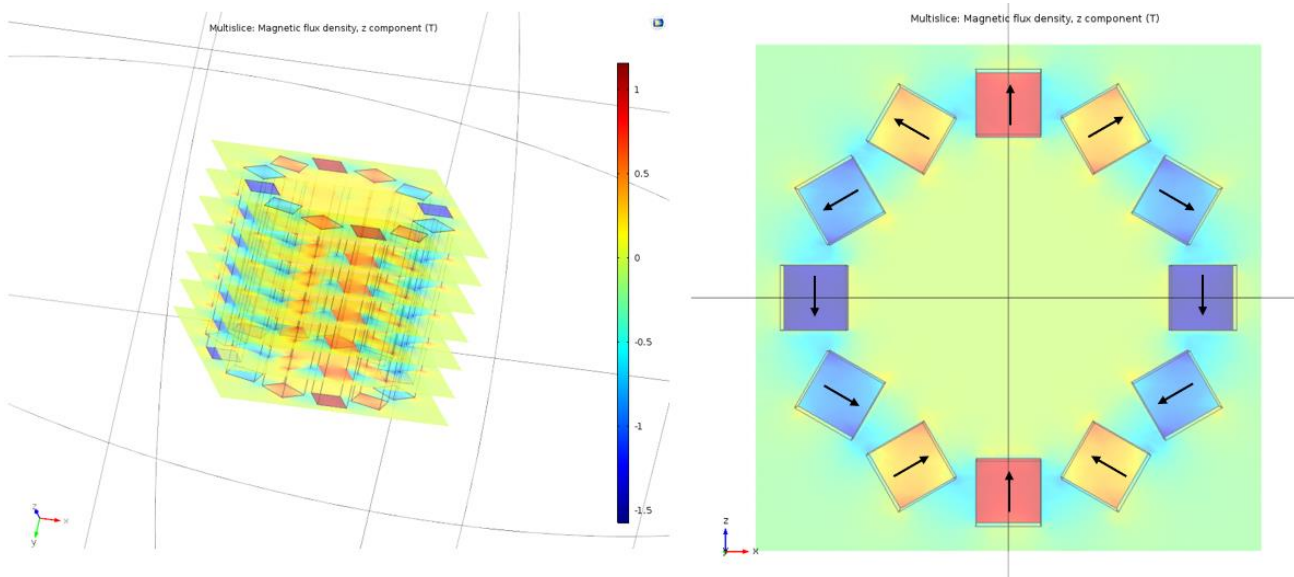 Multislice: Magnetic flux density, z component (T)
1
0.5
0
-0.5
-1
-1.5
z
x
y
Multislice: Magnetic flux density, z component (T)
z
y
x